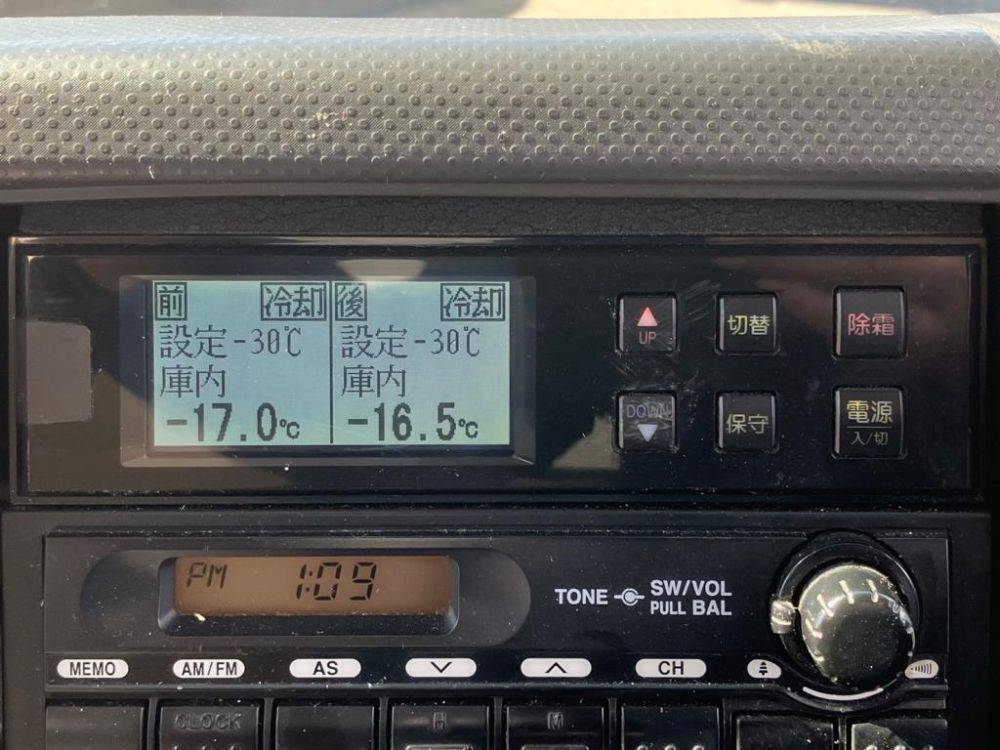 前 冷却 後 冷却
設定-30℃ 設定-30℃
庫内 庫内
-17.0℃ -16.5℃
UP 切替 除霜
DOWN 保守 電源
入/切
PM 1:09
TONE SW/VOL
PULL BAL
MEMO AM/FM AS CH
CLOCK H M